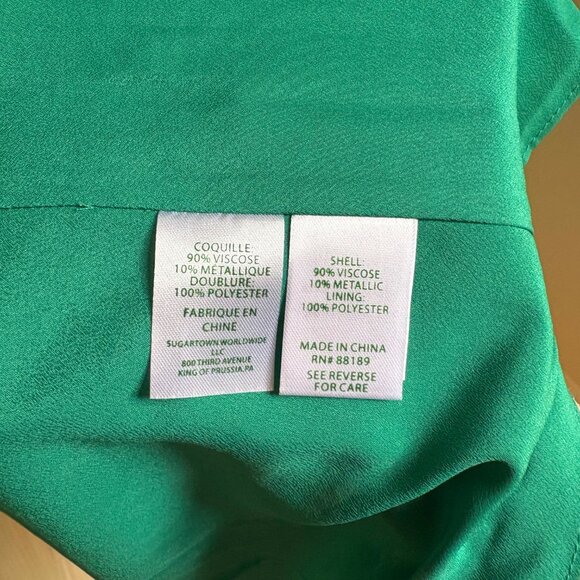 COQUILLE:
90% VISCOSE
10% MÉTALLIQUE
DOUBLURE:
100% POLYESTER
FABRIQUE EN
CHINE
SUGARTOWN WORLDWIDE
LLC
800 THIRD AVENUE
KING OF PRUSSIA,PA
SHELL:
90% VISCOSE
10% METALLIC
LINING:
100% POLYESTER
MADE IN CHINA
RN# 88189
SEE REVERSE
FOR CARE